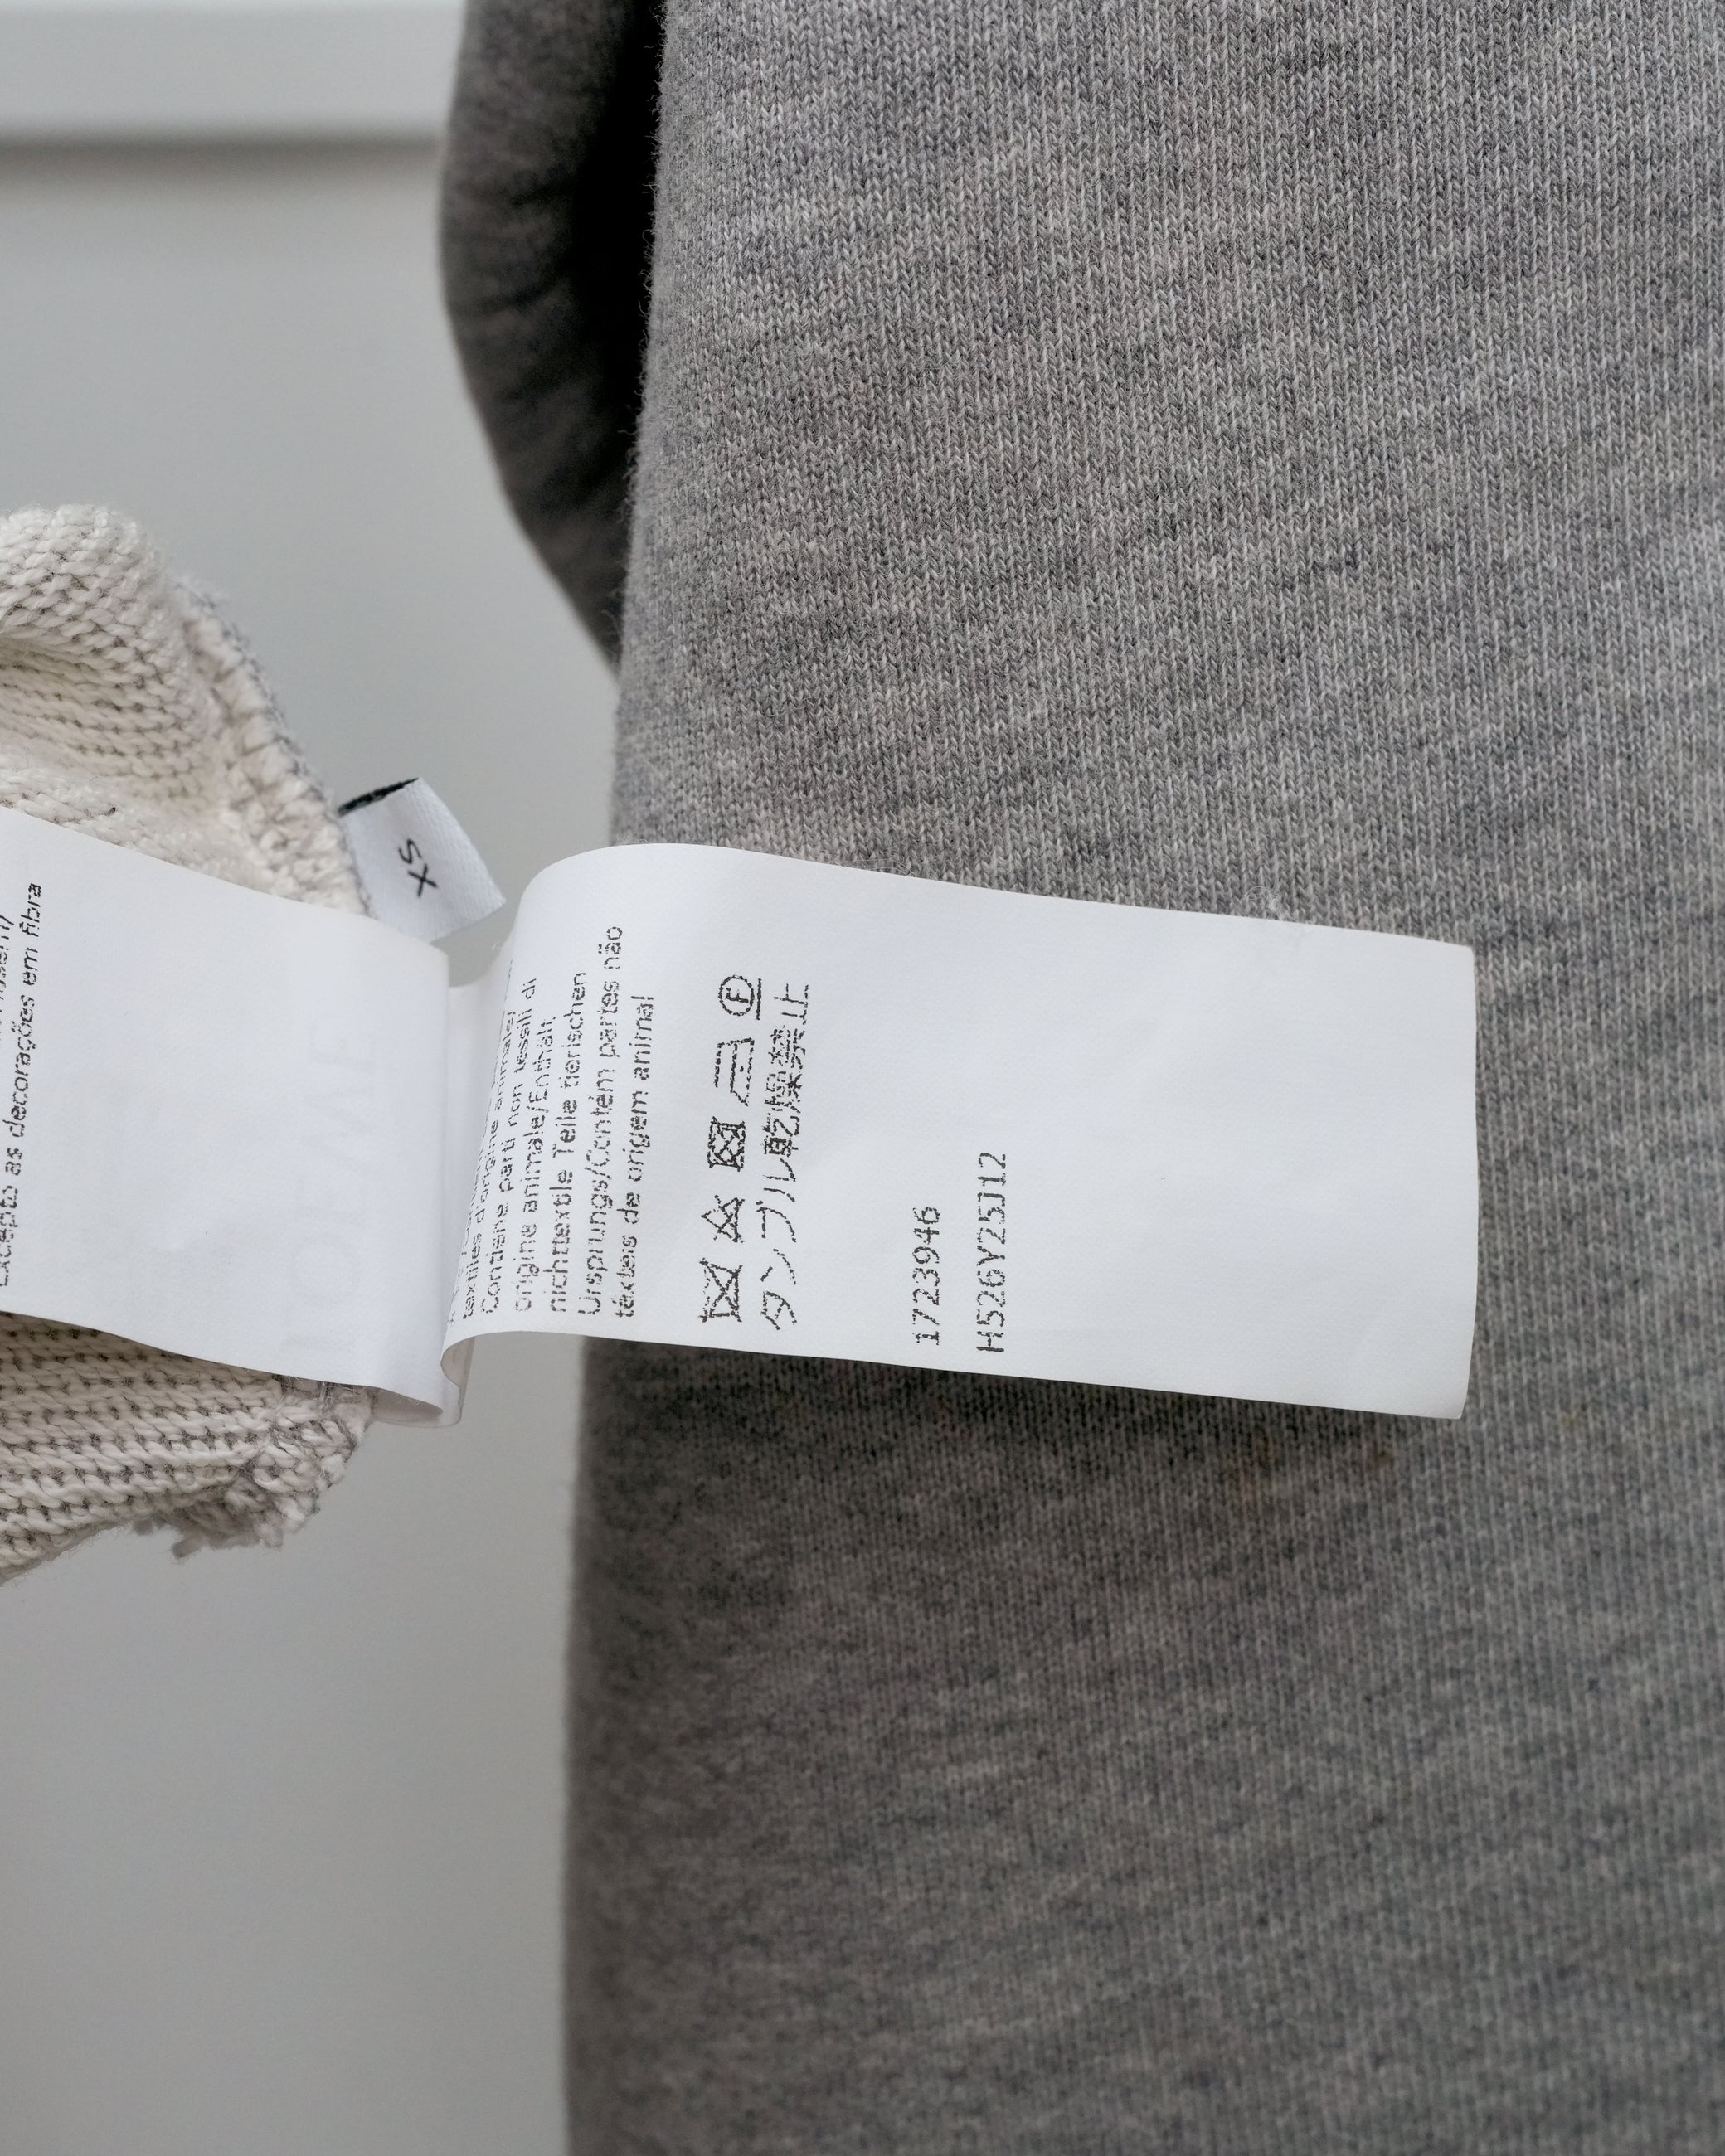 XS
as decorações em fibra
textiles d'origine animale/
Contiene parti non tessili di
origine animale/Enthält
nichttextile Teile tierischen
Ursprungs/Contém partes não
têxteis de origem animal
タンブル乾燥禁止
1723946
H526Y25J12